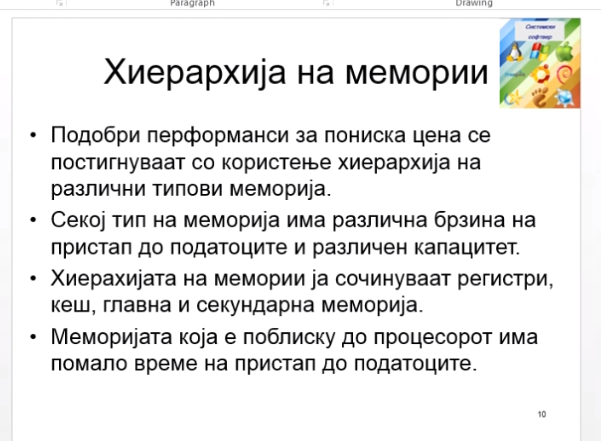 Paragraph
Drawing
Системски
софтвер
Хиерархија на мемории
• Подобри перформанси за пониска цена се
постигнуваат со користење хиерархија на
различни типови меморија.
• Секој тип на меморија има различна брзина на
пристап до податоците и различен капацитет.
• Хиерахијата на мемории ја сочинуваат регистри,
кеш, главна и секундарна меморија.
• Меморијата која е поблиску до процесорот има
помало време на пристап до податоците.
10